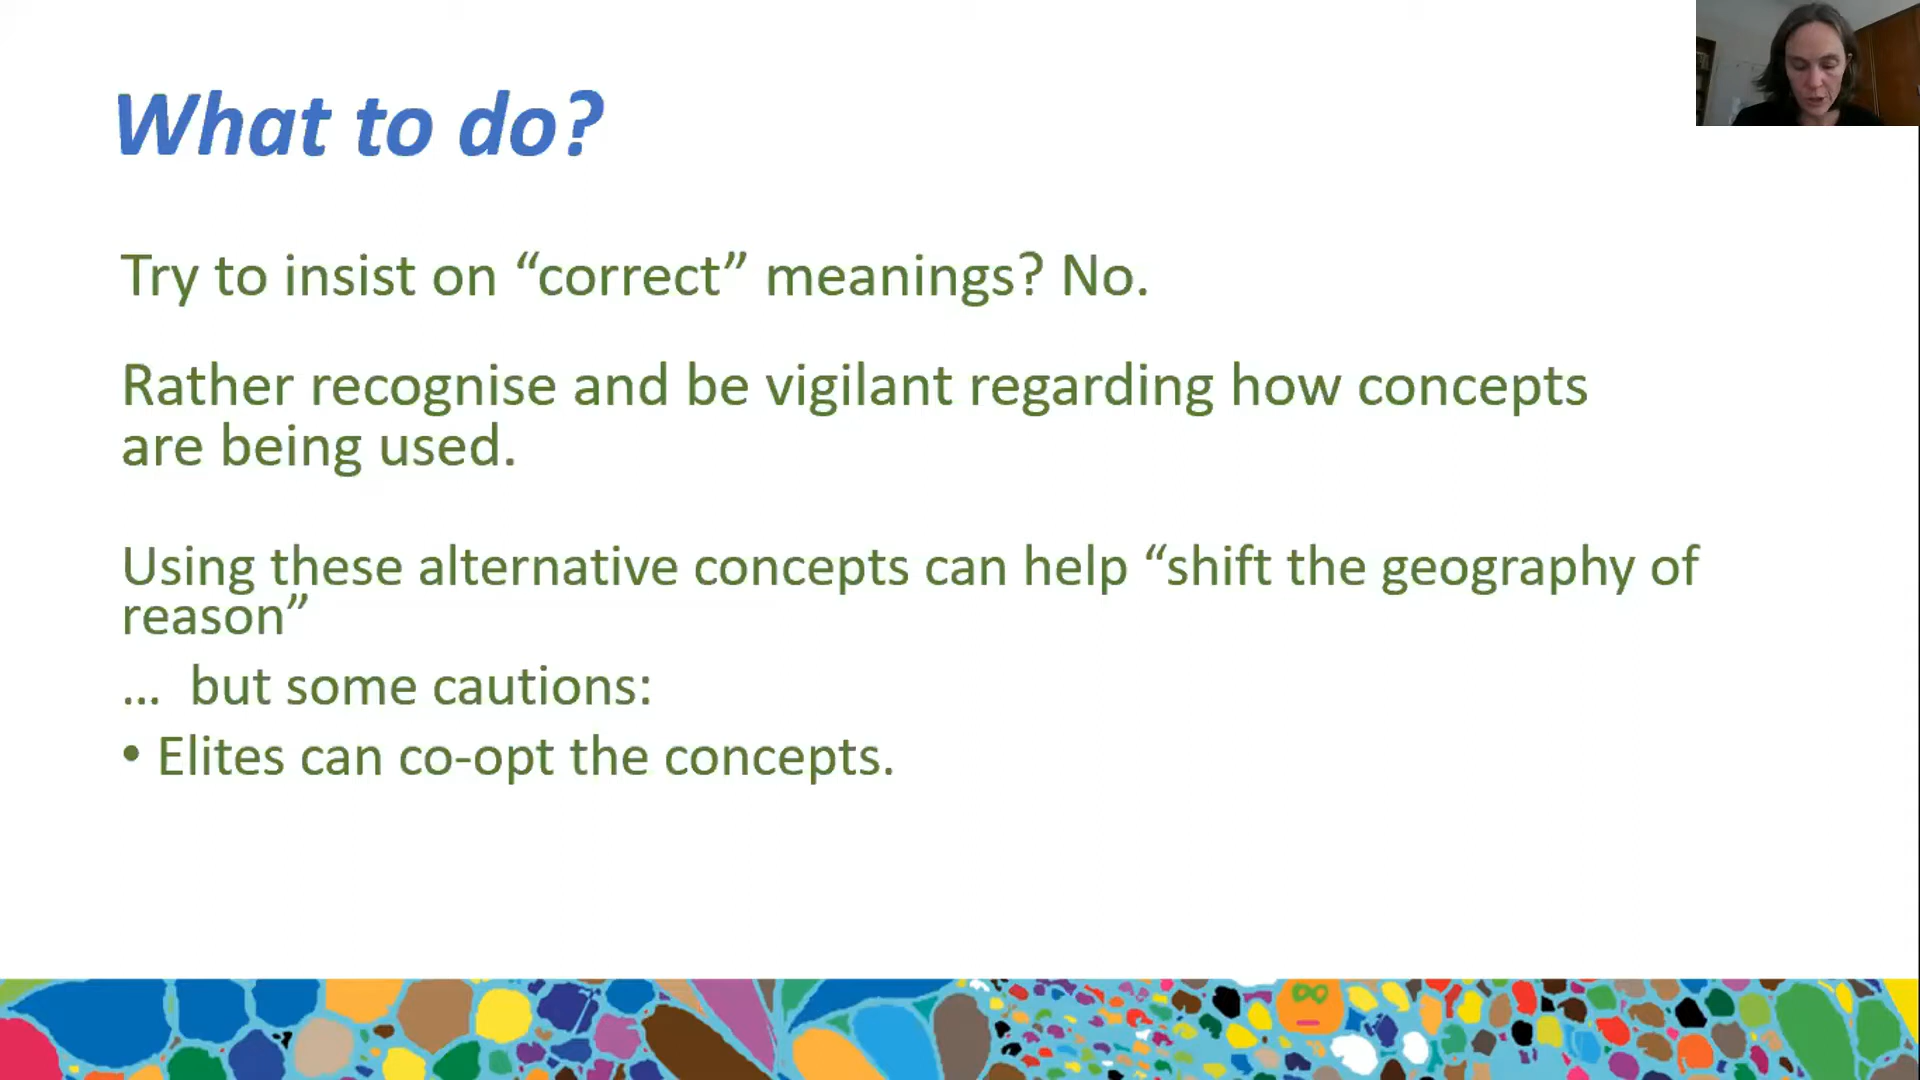 What to do?
Try to insist on “correct” meanings? No.
Rather recognise and be vigilant regarding how concepts
are being used.
Using these alternative concepts can help “shift the geography of
reason”
… but some cautions:
• Elites can co-opt the concepts.